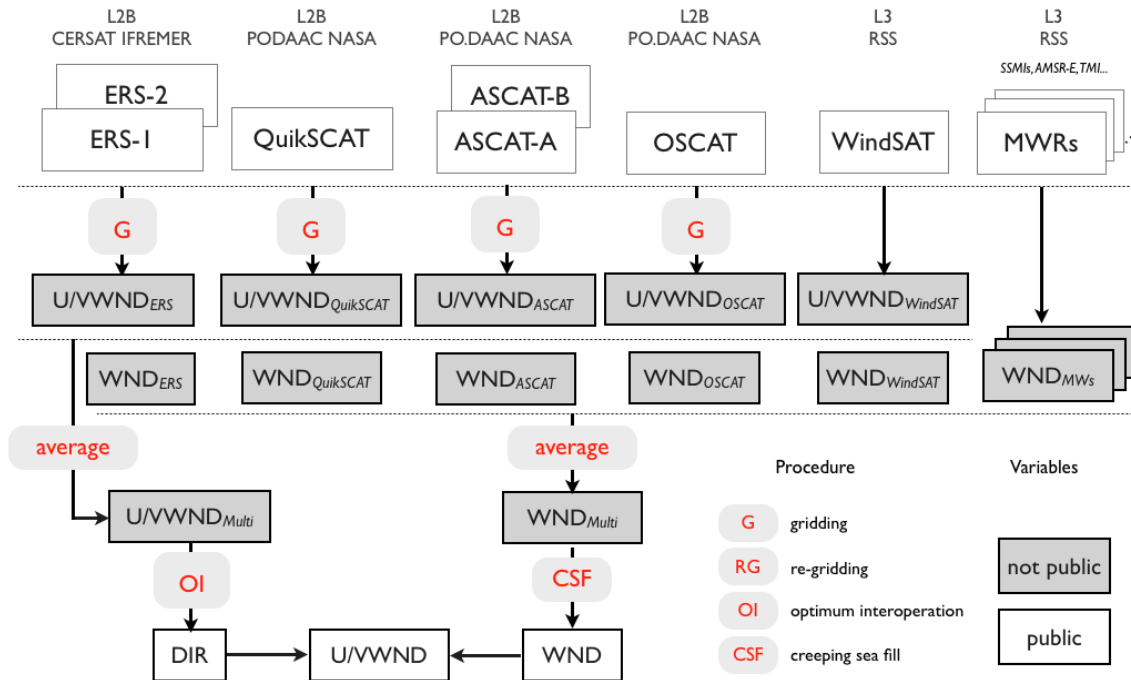 L2B
CERSAT IFREMER
L2B
PODAAC NASA
L2B
PO.DAAC NASA
L2B
PO.DAAC NASA
L3
RSS
L3
RSS
SSMIs, AMSR-E, TMI...
ERS-2
ERS-1
QuikSCAT
ASCAT-B
ASCAT-A
OSCAT
WindSAT
MWRs
...
G
G
G
G
U/VWNDERS
U/VWNDQuikSCAT
U/VWNDASCAT
U/VWNDOSCAT
U/VWNDWindSAT
WNDERS
WNDQuikSCAT
WNDASCAT
WNDOSCAT
WNDWindSAT
WNDMWs
average
average
Procedure
Variables
U/VWNDMulti
WNDMulti
G gridding
RG re-gridding
OI optimum interoperation
CSF creeping sea fill
not public
public
OI
CSF
DIR
U/VWND
WND